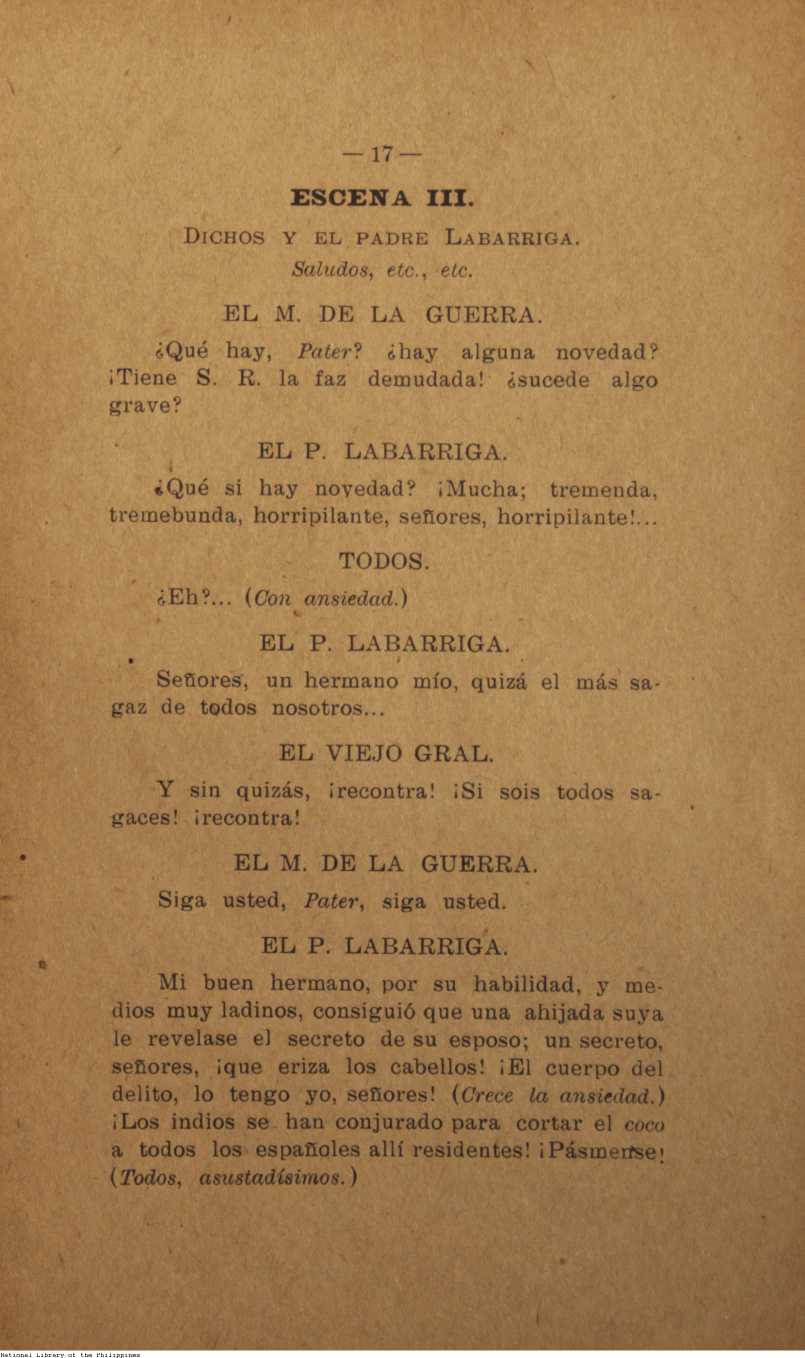 — 17 —
ESCENA III.
DICHOS Y EL PADRE LABARRIGA.
Saludos, etc., etc.
EL M. DE LA GUERRA.
¿Qué hay, Pater? ¿hay alguna novedad?
¡Tiene S. R. la faz demudada! ¿sucede algo
grave?
EL P. LABARRIGA.
¿Qué si hay novedad? ¡Mucha; tremenda,
tremebunda, horripilante, señores, horripilante!...
TODOS.
¿Eh?... (Con ansiedad.)
EL P. LABARRIGA.
Señores, un hermano mío, quizá el más sa-
gaz de todos nosotros...
EL VIEJO GRAL.
Y sin quizás, ¡recontra! ¡Si sois todos sa-
gaces! ¡recontra!
EL M. DE LA GUERRA.
Siga usted, Pater, siga usted.
EL P. LABARRIGA.
Mi buen hermano, por su habilidad, y me-
dios muy ladinos, consiguió que una ahijada suya
le revelase el secreto de su esposo; un secreto,
señores, ¡que eriza los cabellos! ¡El cuerpo del
delito, lo tengo yo, señores! (Crece la ansiedad.)
¡Los indios se han conjurado para cortar el coco
a todos los españoles allí residentes! ¡Pásmense!
(Todos, asustadísimos.)
National Library of the Philippines